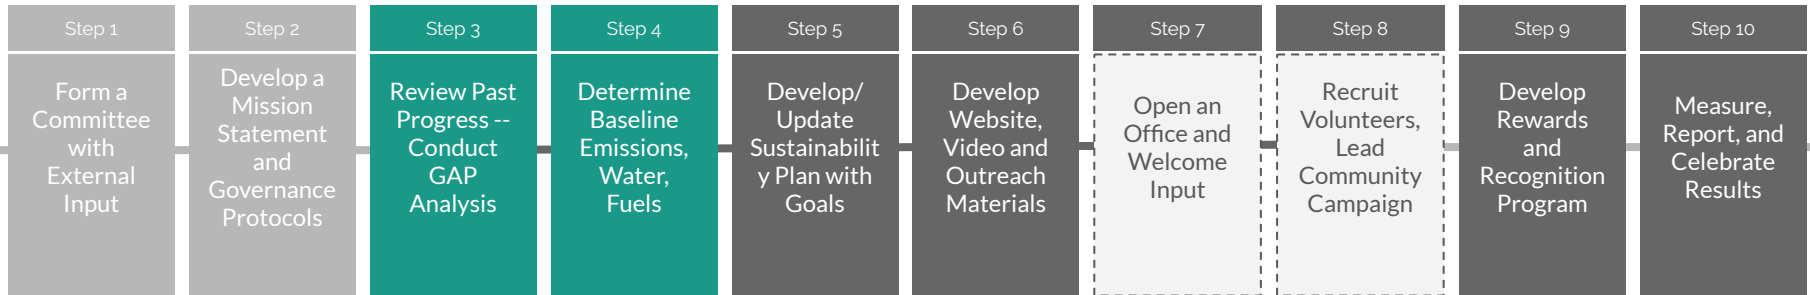 Step 1
Form a
Committee
with
External
Input
Step 2
Develop a
Mission
Statement
and
Governance
Protocols
Step 3
Review Past
Progress --
Conduct
GAP
Analysis
Step 4
Determine
Baseline
Emissions,
Water,
Fuels
Step 5
Develop/
Update
Sustainabilit
y Plan with
Goals
Step 6
Develop
Website,
Video and
Outreach
Materials
Step 7
Open an
Office and
Welcome
Input
Step 8
Recruit
Volunteers,
Lead
Community
Campaign
Step 9
Develop
Rewards
and
Recognition
Program
Step 10
Measure,
Report, and
Celebrate
Results